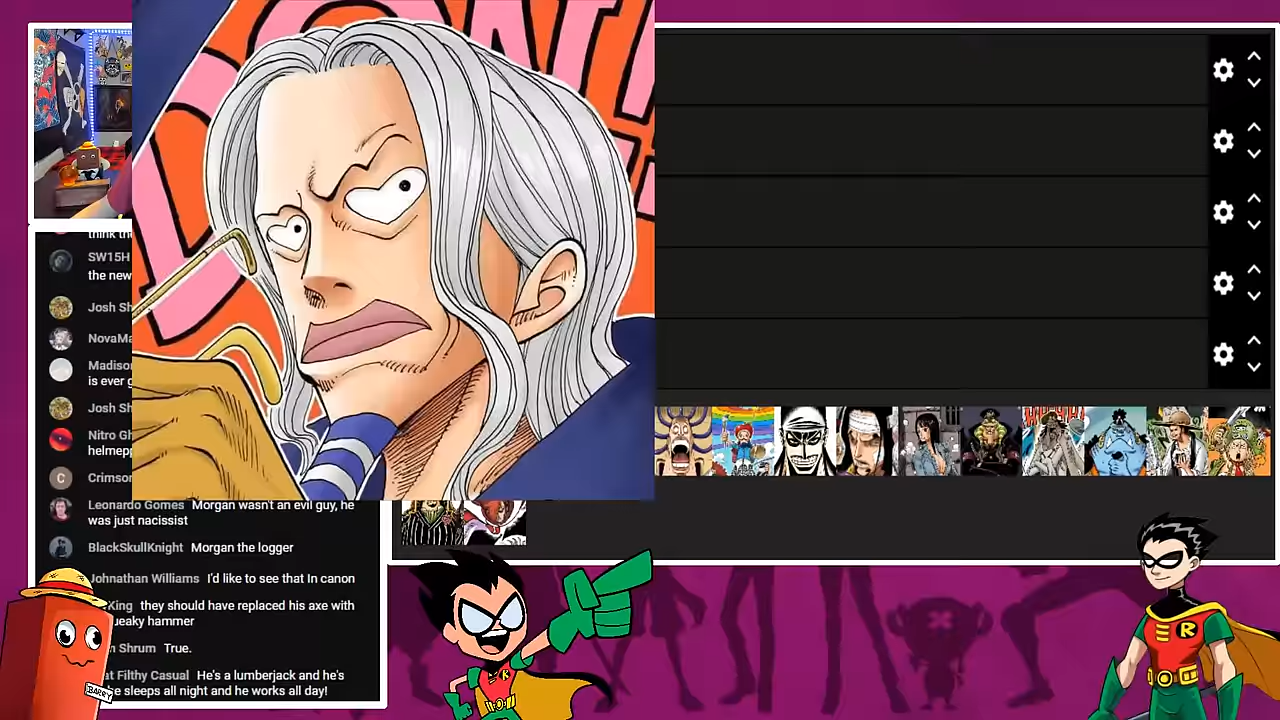 think the
SW15H
the new
Josh Sh
NovaMa
Madiso
is ever g
Josh Sh
Nitro Gh
helmepp
Crimson
Leonardo Gomes Morgan wasn't an evil guy, he
was just nacissist
BlackSkullKnight Morgan the logger
Johnathan Williams I'd like to see that In canon
King they should have replaced his axe with
ueaky hammer
Shrum True.
at Filthy Casual He's a lumberjack and he's
sleeps all night and he works all day!
BARRY
R
C